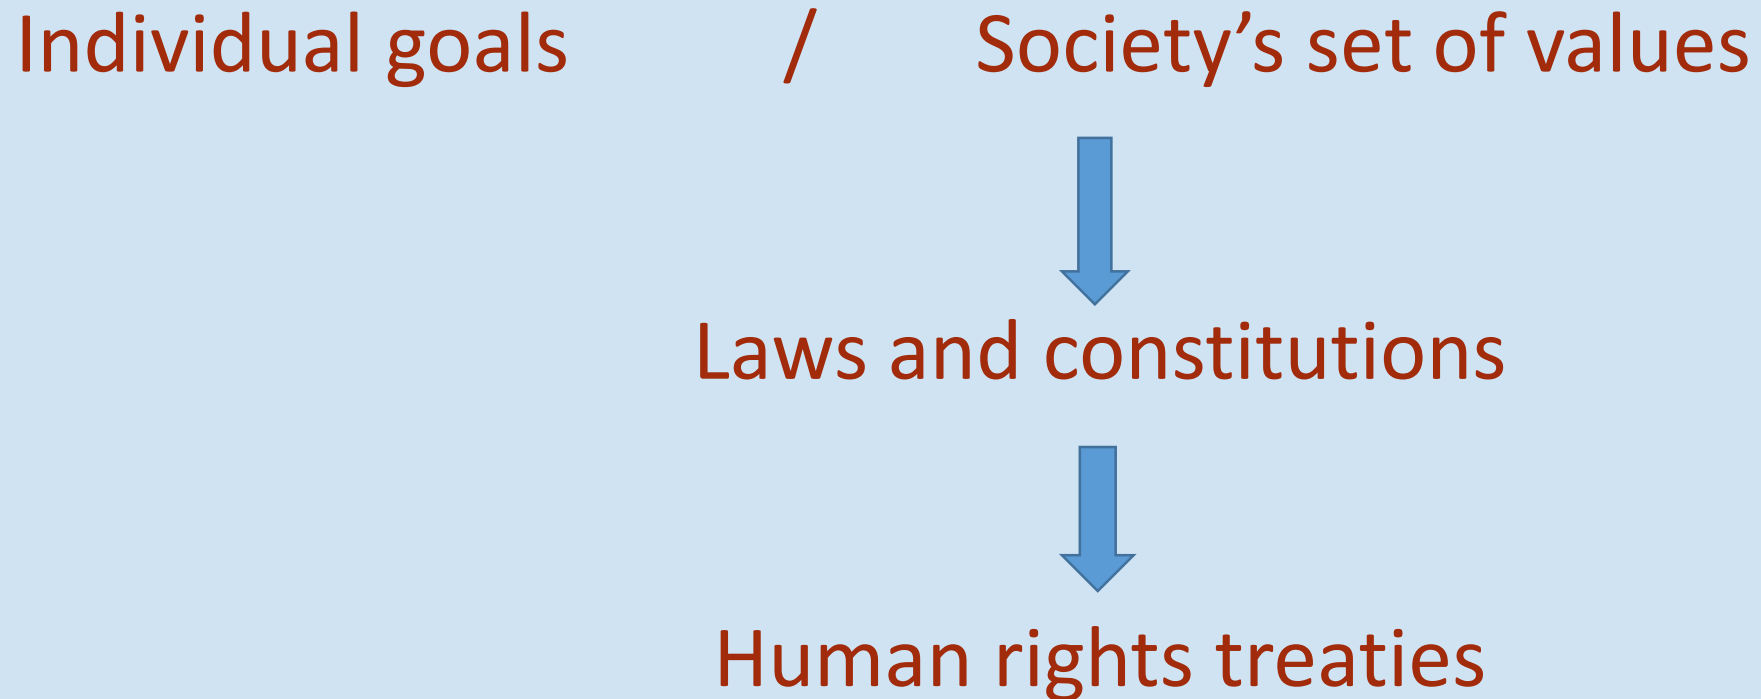 Individual goals / Society’s set of values
Laws and constitutions
Human rights treaties